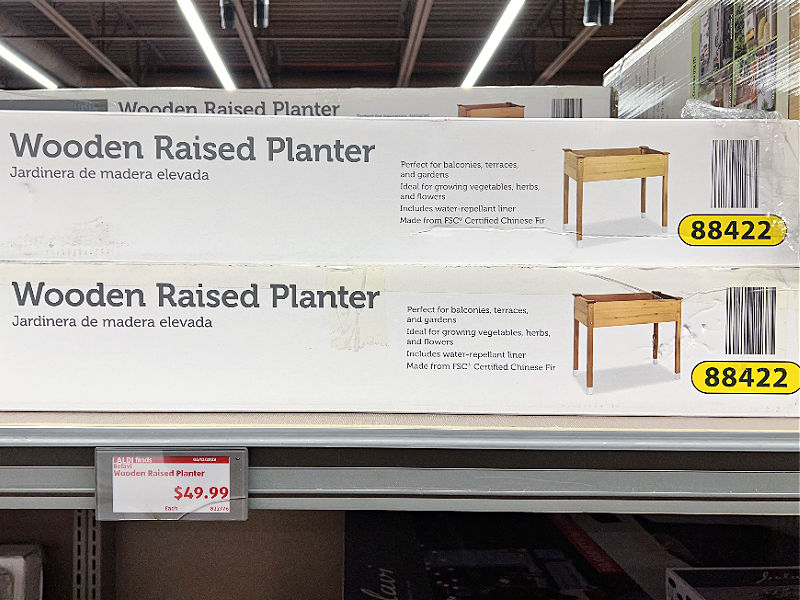 Wooden Raised Planter
Wooden Raised Planter
Jardinera de madera elevada
Perfect for balconies, terraces,
and gardens
Ideal for growing vegetables, herbs,
and flowers
Includes water-repellant liner
Made from FSC® Certified Chinese Fir
88422
Wooden Raised Planter
Jardinera de madera elevada
Perfect for balconies, terraces,
and gardens
Ideal for growing vegetables, herbs,
and flowers
Includes water-repellant liner
Made from FSC® Certified Chinese Fir
88422
ALDI finds
Belavi
Wooden Raised Planter
$49.99
Each